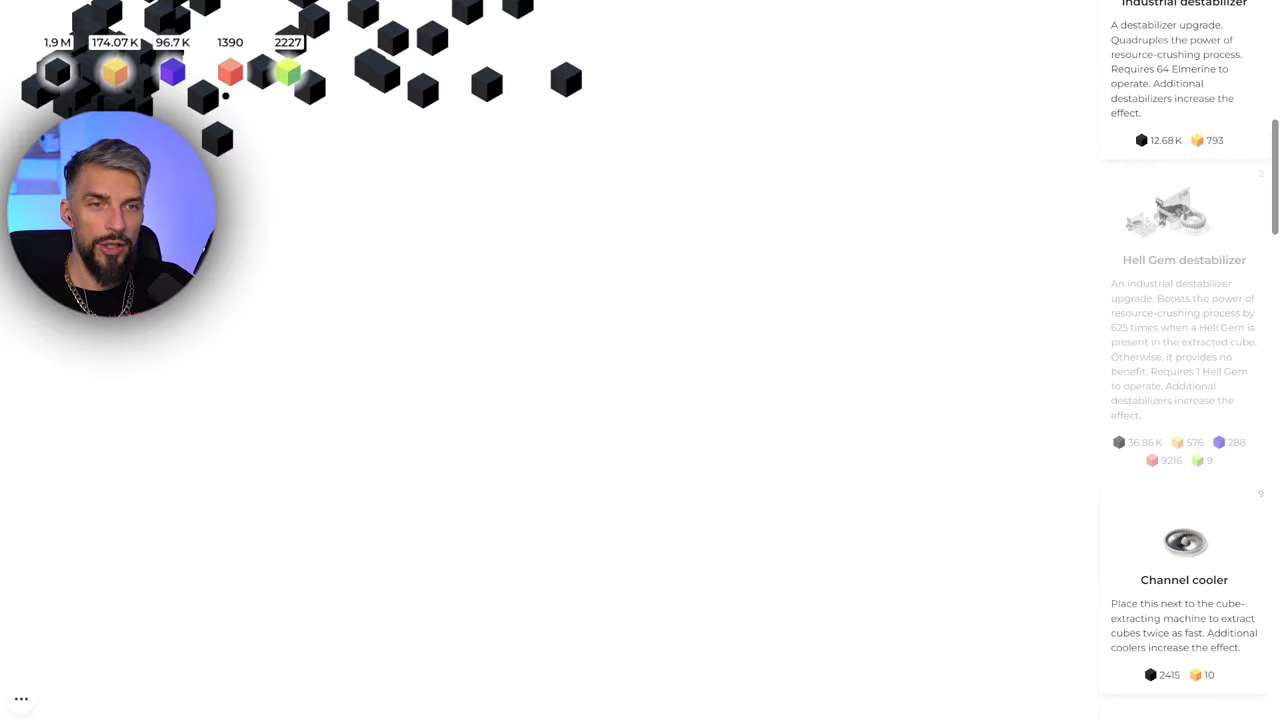 1.9 M 174.07 K 96.7 K 1390 2227
Industrial destabilizer
A destabilizer upgrade.
Quadruples the power of
resource-crushing process.
Requires 64 Elmerine to
operate. Additional
destabilizers increase the
effect.
12.68 K 793
2
Hell Gem destabilizer
An industrial destabilizer
upgrade. Boosts the power of
resource-crushing process by
625 times when a Hell Gem is
present in the extracted cube.
Otherwise, it provides no
benefit. Requires 1 Hell Gem
to operate. Additional
destabilizers increase the
effect.
36.86 K 576 288
9216 9
9
Channel cooler
Place this next to the cube-
extracting machine to extract
cubes twice as fast. Additional
coolers increase the effect.
2415 10